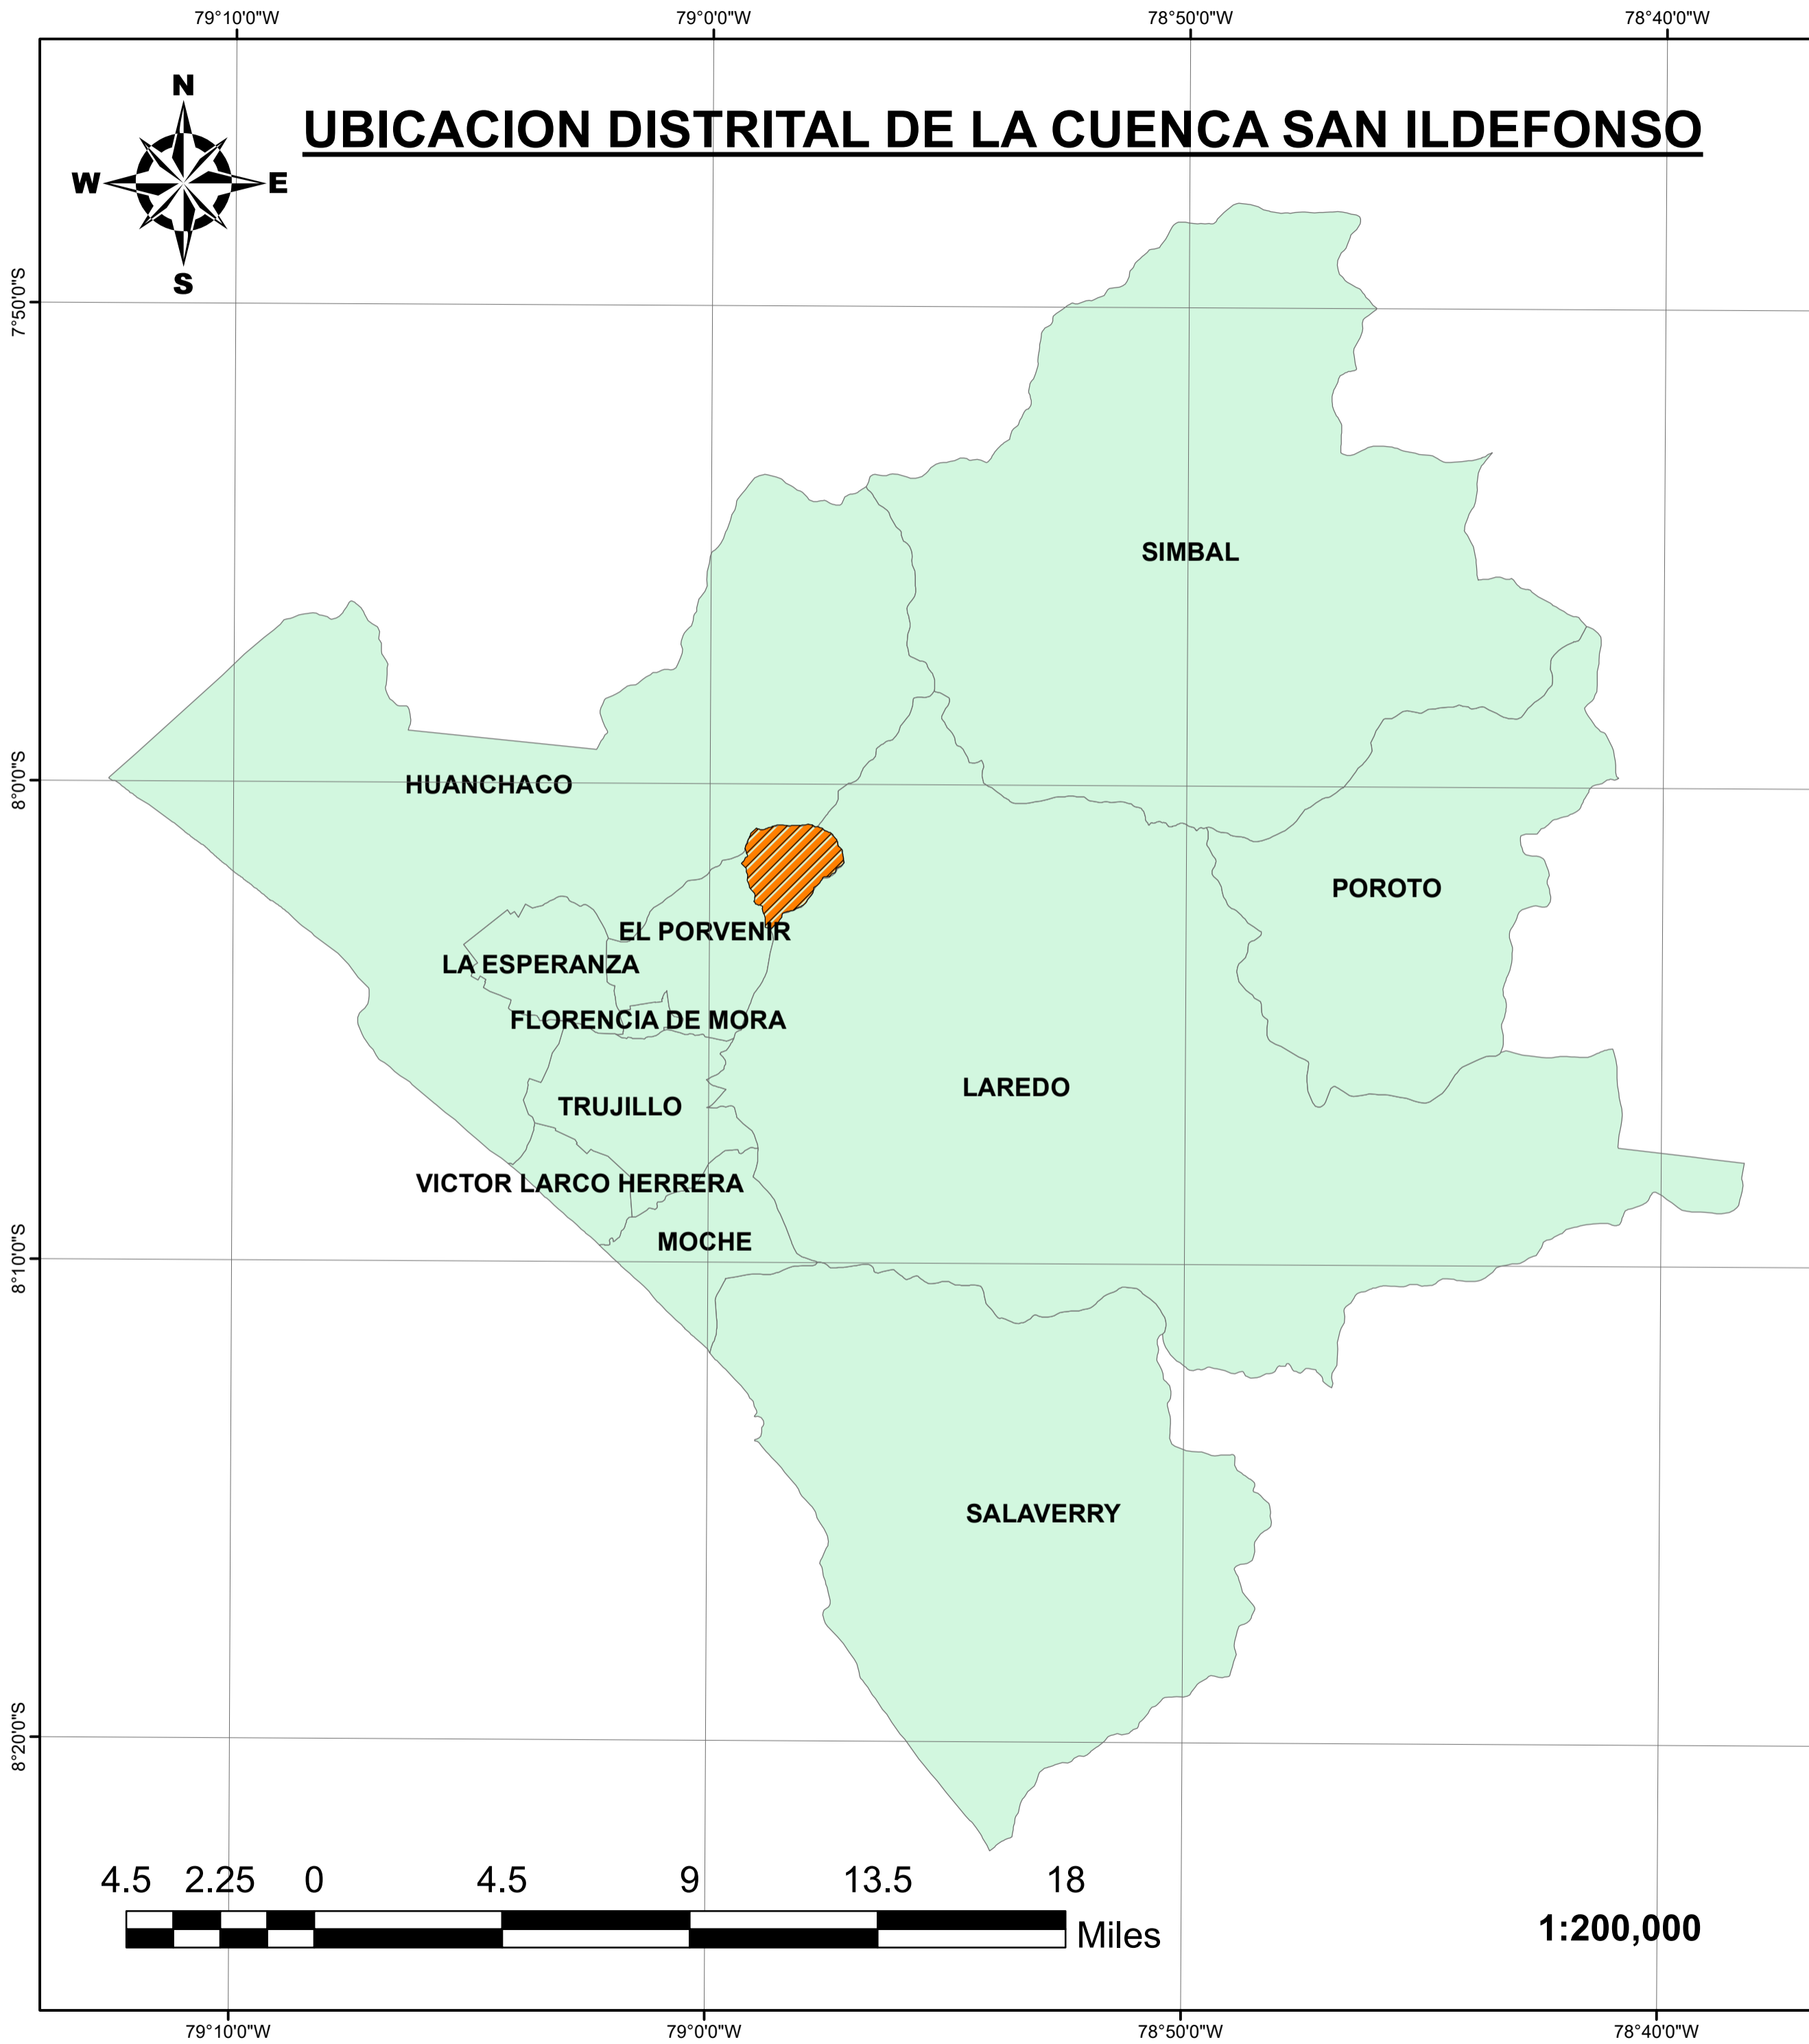 79°10'0"W 79°0'0"W 78°50'0"W 78°40'0"W
N
UBICACION DISTRITAL DE LA CUENCA SAN ILDEFONSO
W E
S
7°50'0"S
SIMBAL
8°0'0"S
HUANCHACO
POROTO
EL PORVENIR
LA ESPERANZA
FLORENCIA DE MORA
LAREDO
TRUJILLO
VICTOR LARCO HERRERA
MOCHE
8°10'0"S
SALAVERRY
8°20'0"S
4.5 2.25 0 4.5 9 13.5 18
Miles
1:200,000
79°10'0"W 79°0'0"W 78°50'0"W 78°40'0"W